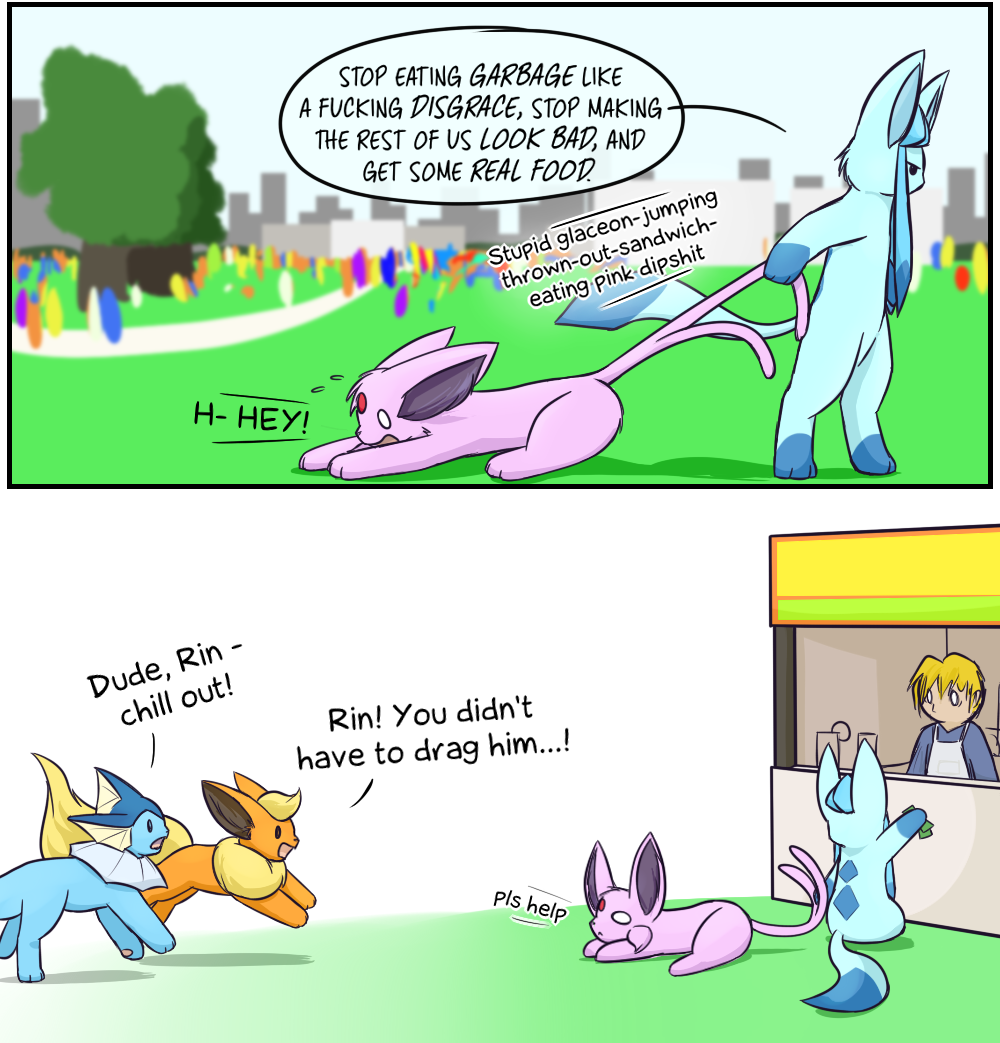 STOP EATING GARBAGE LIKE
A FUCKING DISGRACE, STOP MAKING
THE REST OF US LOOK BAD, AND
GET SOME REAL FOOD.
Stupid glaceon-jumping
thrown-out-sandwich-
eating pink dipshit
H- HEY!
Dude, Rin -
chill out!
Rin! You didn't
have to drag him...!
Pls help